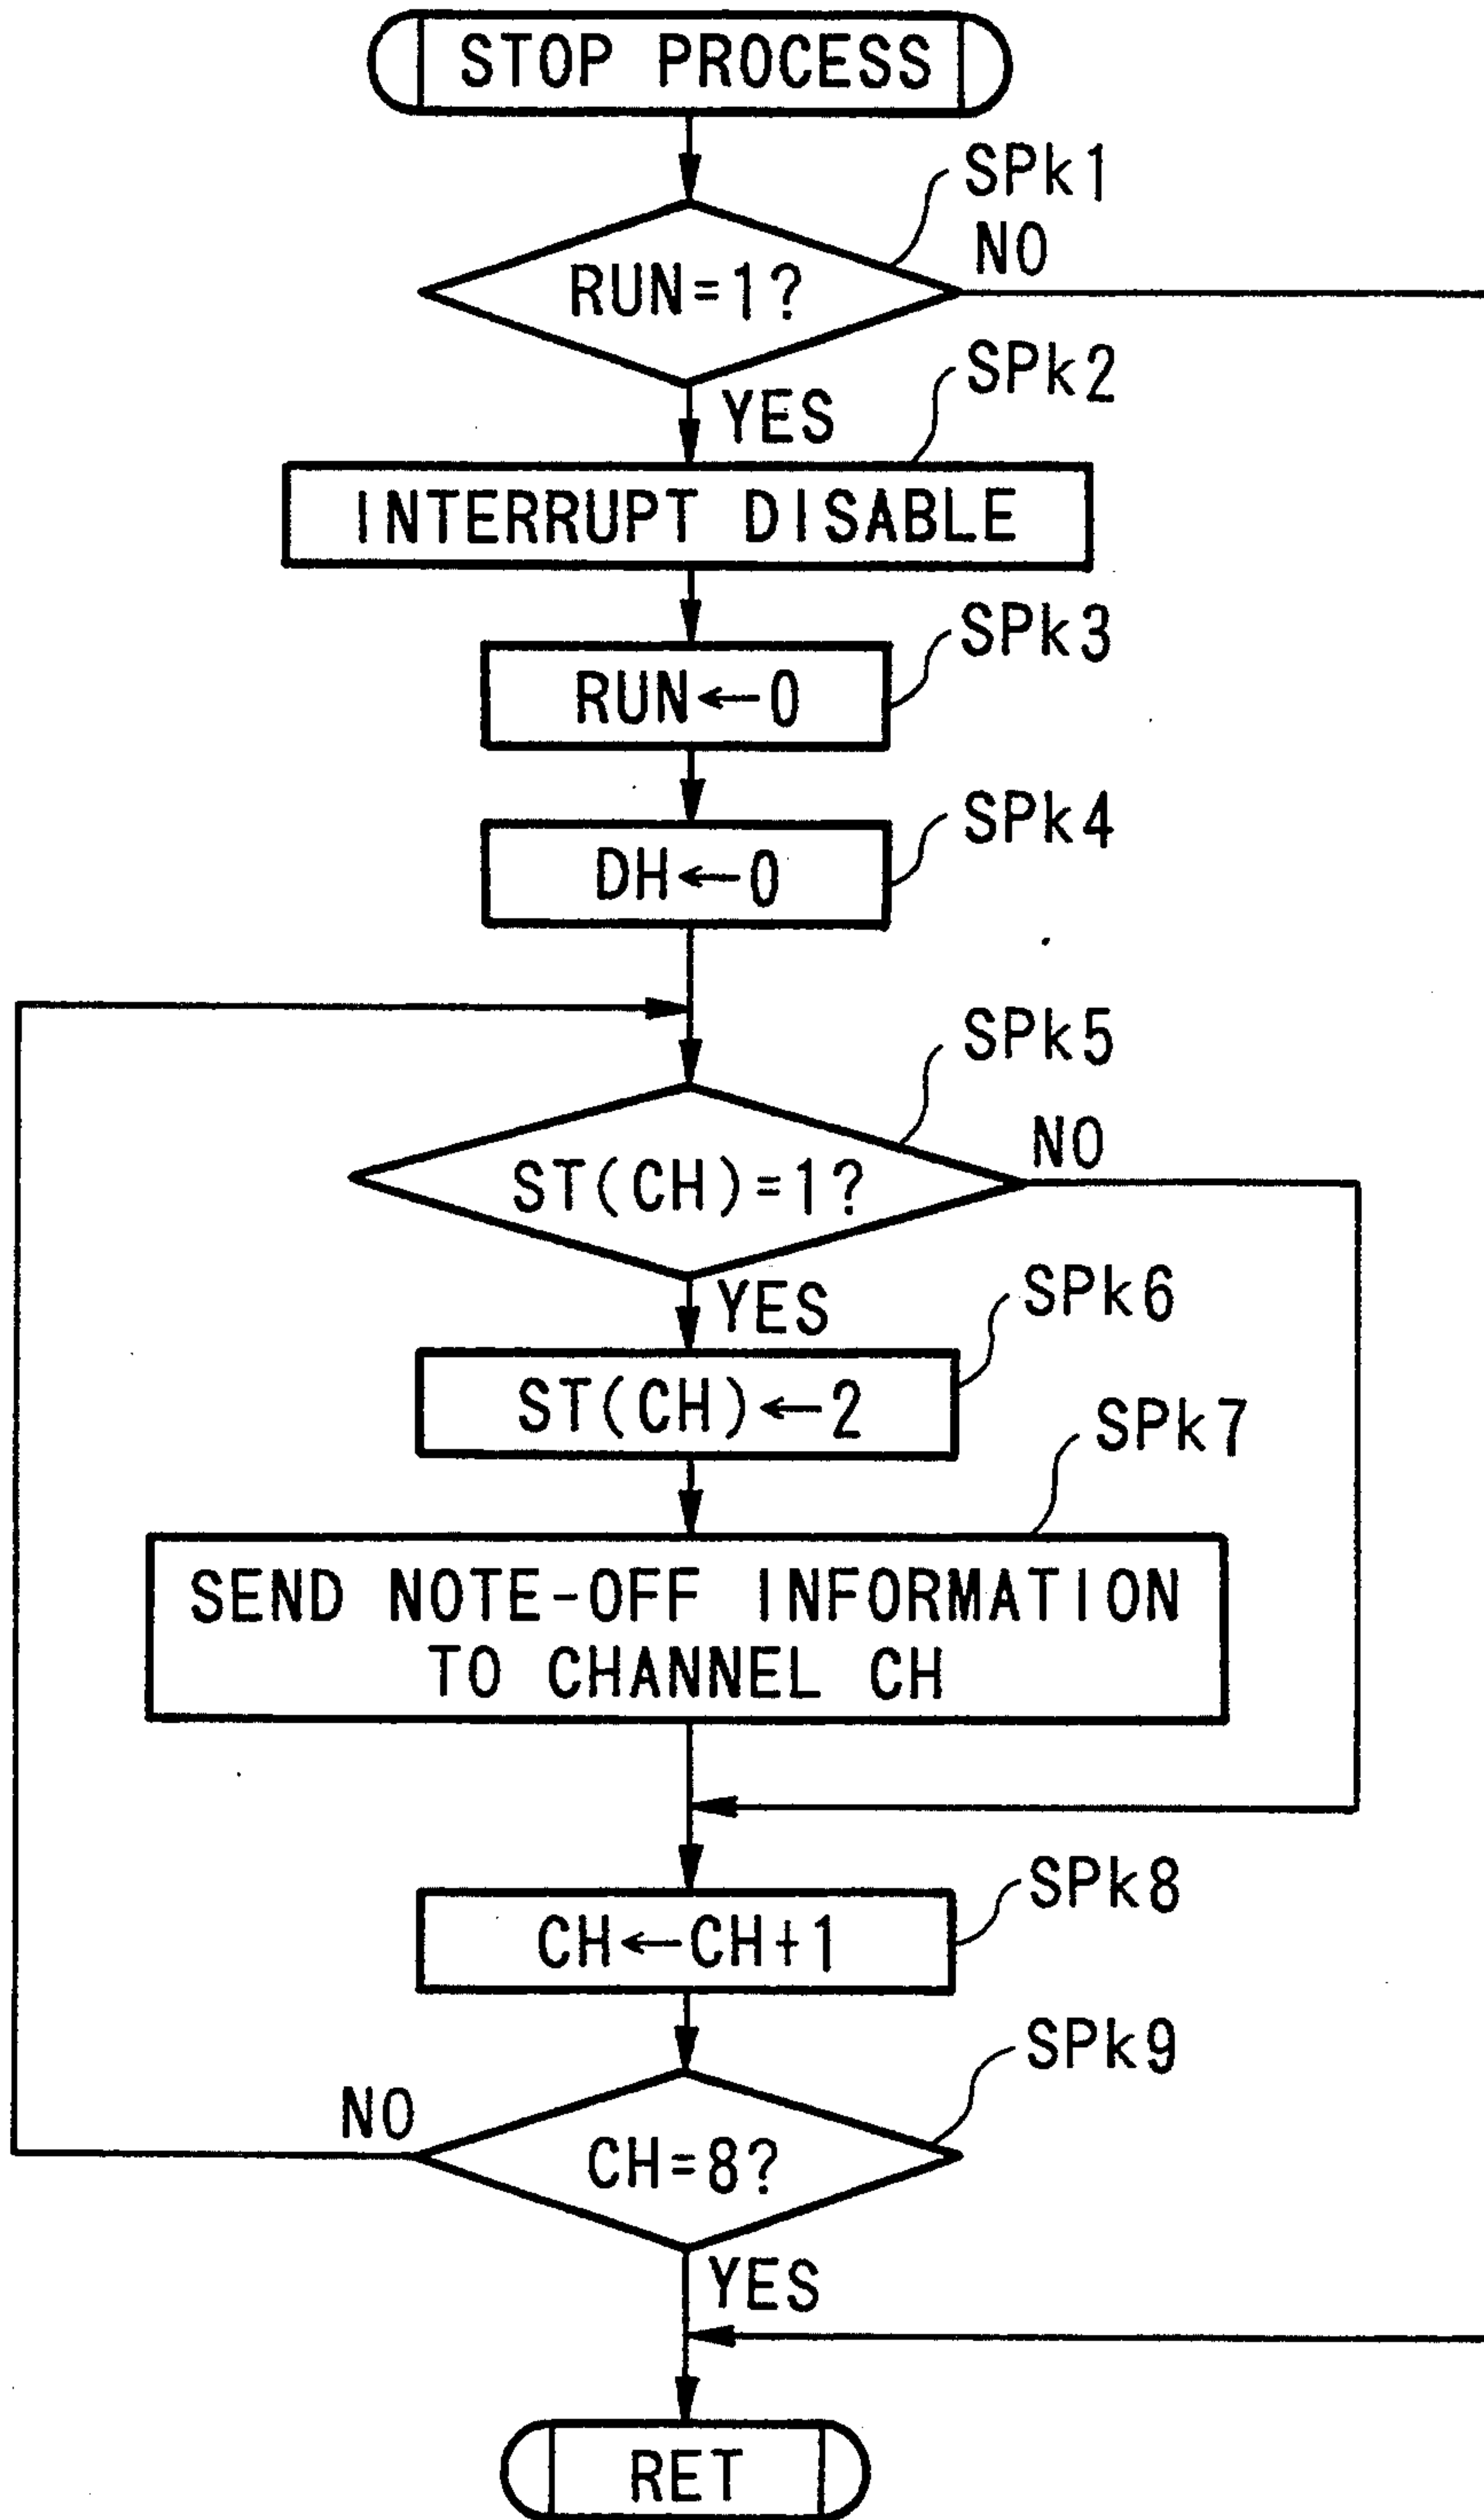 STOP PROCESS
SPk1
NO
RUN=1?
SPk2
YES
INTERRUPT DISABLE
SPk3
RUN←0
SPk4
DH←0
SPk5
NO
ST(CH)=1?
YES
SPk6
ST(CH)←2
SPk7
SEND NOTE-OFF INFORMATION
TO CHANNEL CH
SPk8
CH←CH+1
SPk9
NO
CH=8?
YES
RET